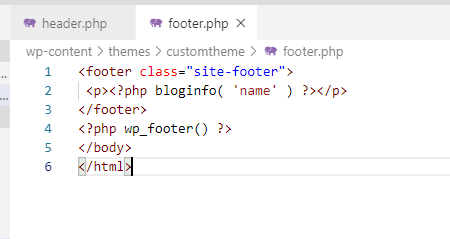 header.php footer.php ×
wp-content > themes > customtheme > footer.php
1 <footer class="site-footer">
2 <p><?php bloginfo( 'name' ) ?></p>
3 </footer>
4 <?php wp_footer() ?>
5 </body>
6 </html>